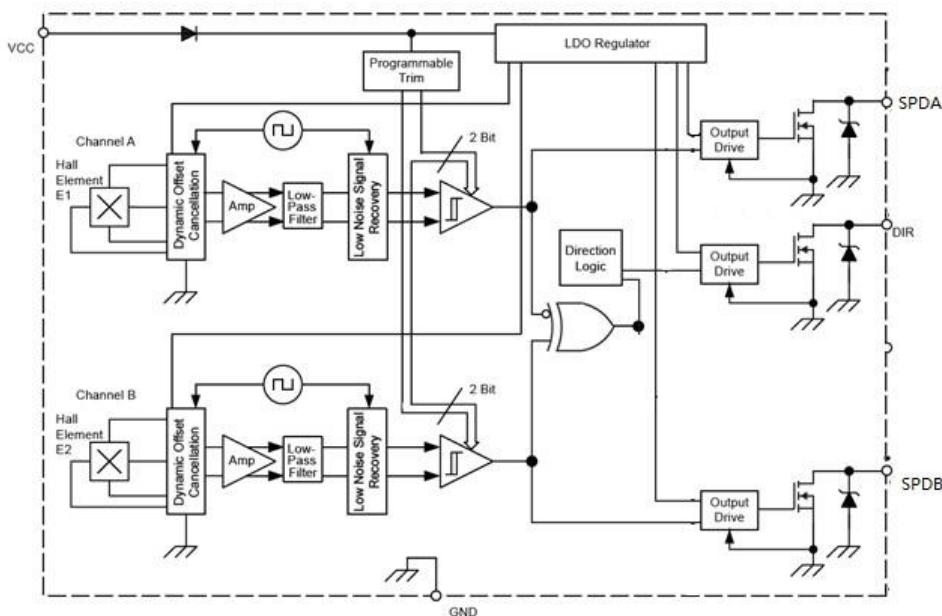 VCC
LDO Regulator
Programmable
Trim
SPDA
Channel A
2 Bit
Output
Drive
Hall
Element
E1
Dynamic Offset
Cancellation
Amp
Low-
Pass
Filter
Low Noise Signal
Recovery
DIR
Direction
Logic
Output
Drive
Channel B
2 Bit
Hall
Element
E2
Dynamic Offset
Cancellation
Amp
Low-
Pass
Filter
Low Noise Signal
Recovery
SPDB
Output
Drive
GND